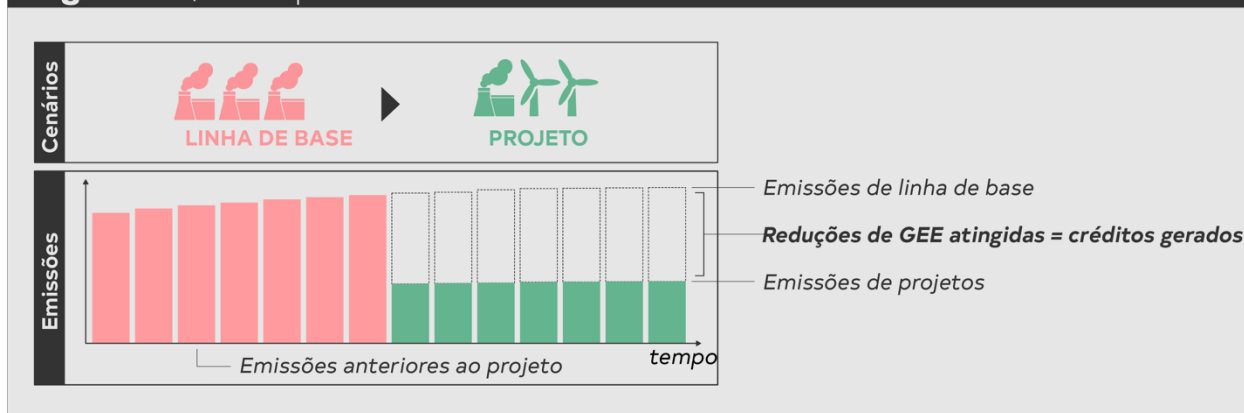 Cenários
LINHA DE BASE
PROJETO
Emissões
Emissões de linha de base
Reduções de GEE atingidas = créditos gerados
Emissões de projetos
tempo
Emissões anteriores ao projeto